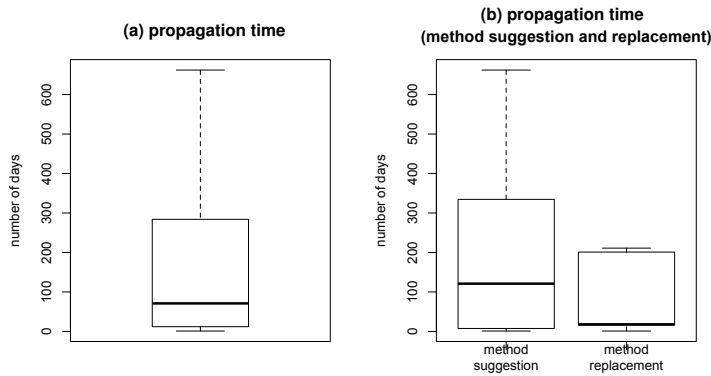 (a) propagation time
number of days
0
100
200
300
400
500
600
(b) propagation time
(method suggestion and replacement)
number of days
0
100
200
300
400
500
600
method
suggestion
method
replacement